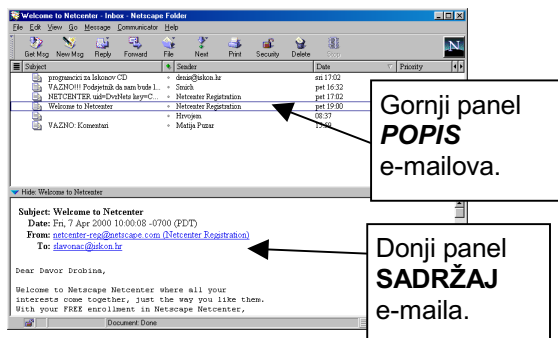 Welcome to Netcenter - Inbox - Netscape Folder
File Edit View Go Message Communicator Help
Get Msg New Msg Reply Forward File Next Print Security Delete Stop
N
Subject Sender Date Priority
programcici za Iskonov CD denis@iskon.hr sri 17:02
VAZNO!!! Podsjetnik da nam bude l... Smich pet 16:32
NETCENTER uid=DvrNets key=C... Netcenter Registration pet 17:02
Welcome to Netcenter Netcenter Registration pet 19:00
Hrvojem 08:37
VAZNO: Komentari Matija Puzar 13:59
Gornji panel
POPIS
e-mailova.
Hide: Welcome to Netcenter
Subject: Welcome to Netcenter
Date: Fri, 7 Apr 2000 10:00:08 -0700 (PDT)
From: netcenter-reg@netscape.com (Netcenter Registration)
To: slavonac@iskon.hr
Dear Davor Drobina,
Welcome to Netscape Netcenter where all your
interests come together, just the way you like them.
With your FREE enrollment in Netscape Netcenter,
Donji panel
SADRŽAJ
e-maila.
Document: Done